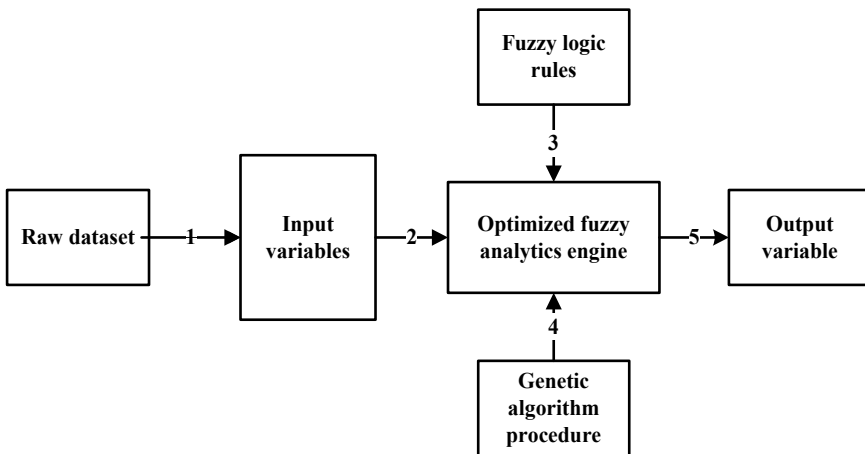 Fuzzy logic
rules
3
Raw dataset
1
Input
variables
2
Optimized fuzzy
analytics engine
5
Output
variable
4
Genetic
algorithm
procedure